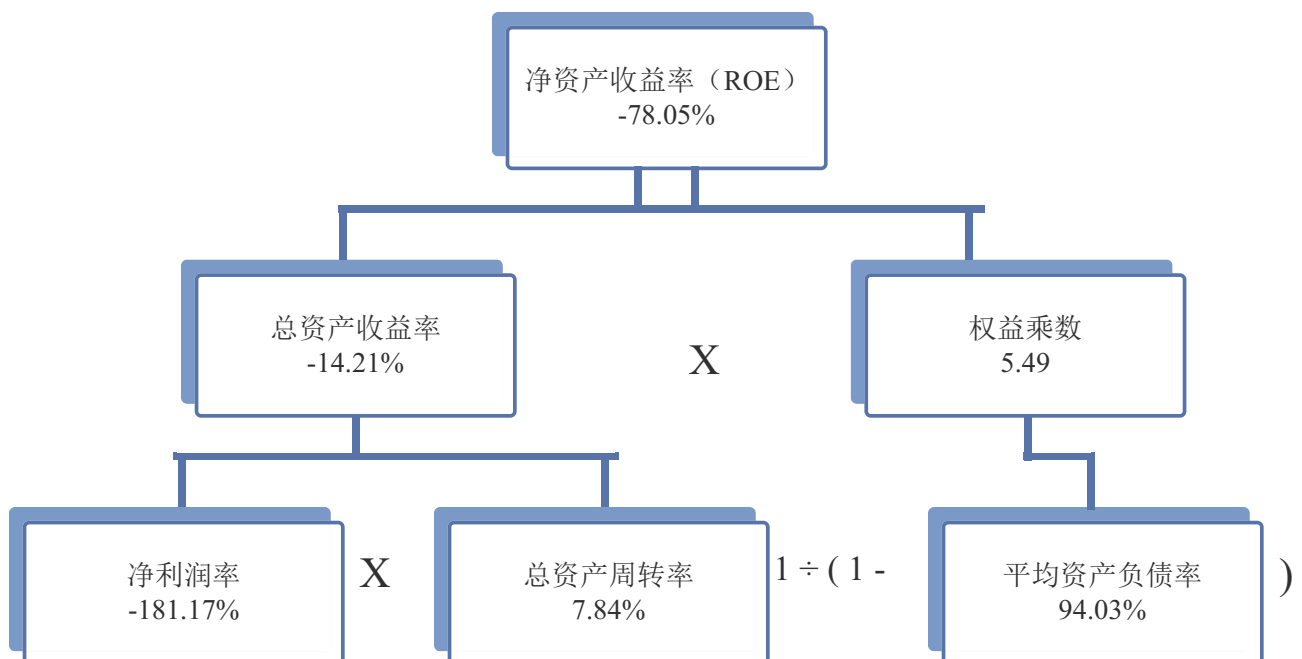 净资产收益率（ROE）
-78.05%
总资产收益率
-14.21%
X
权益乘数
5.49
净利润率
-181.17%
X
总资产周转率
7.84%
1 ÷ ( 1 -
平均资产负债率
94.03%
)